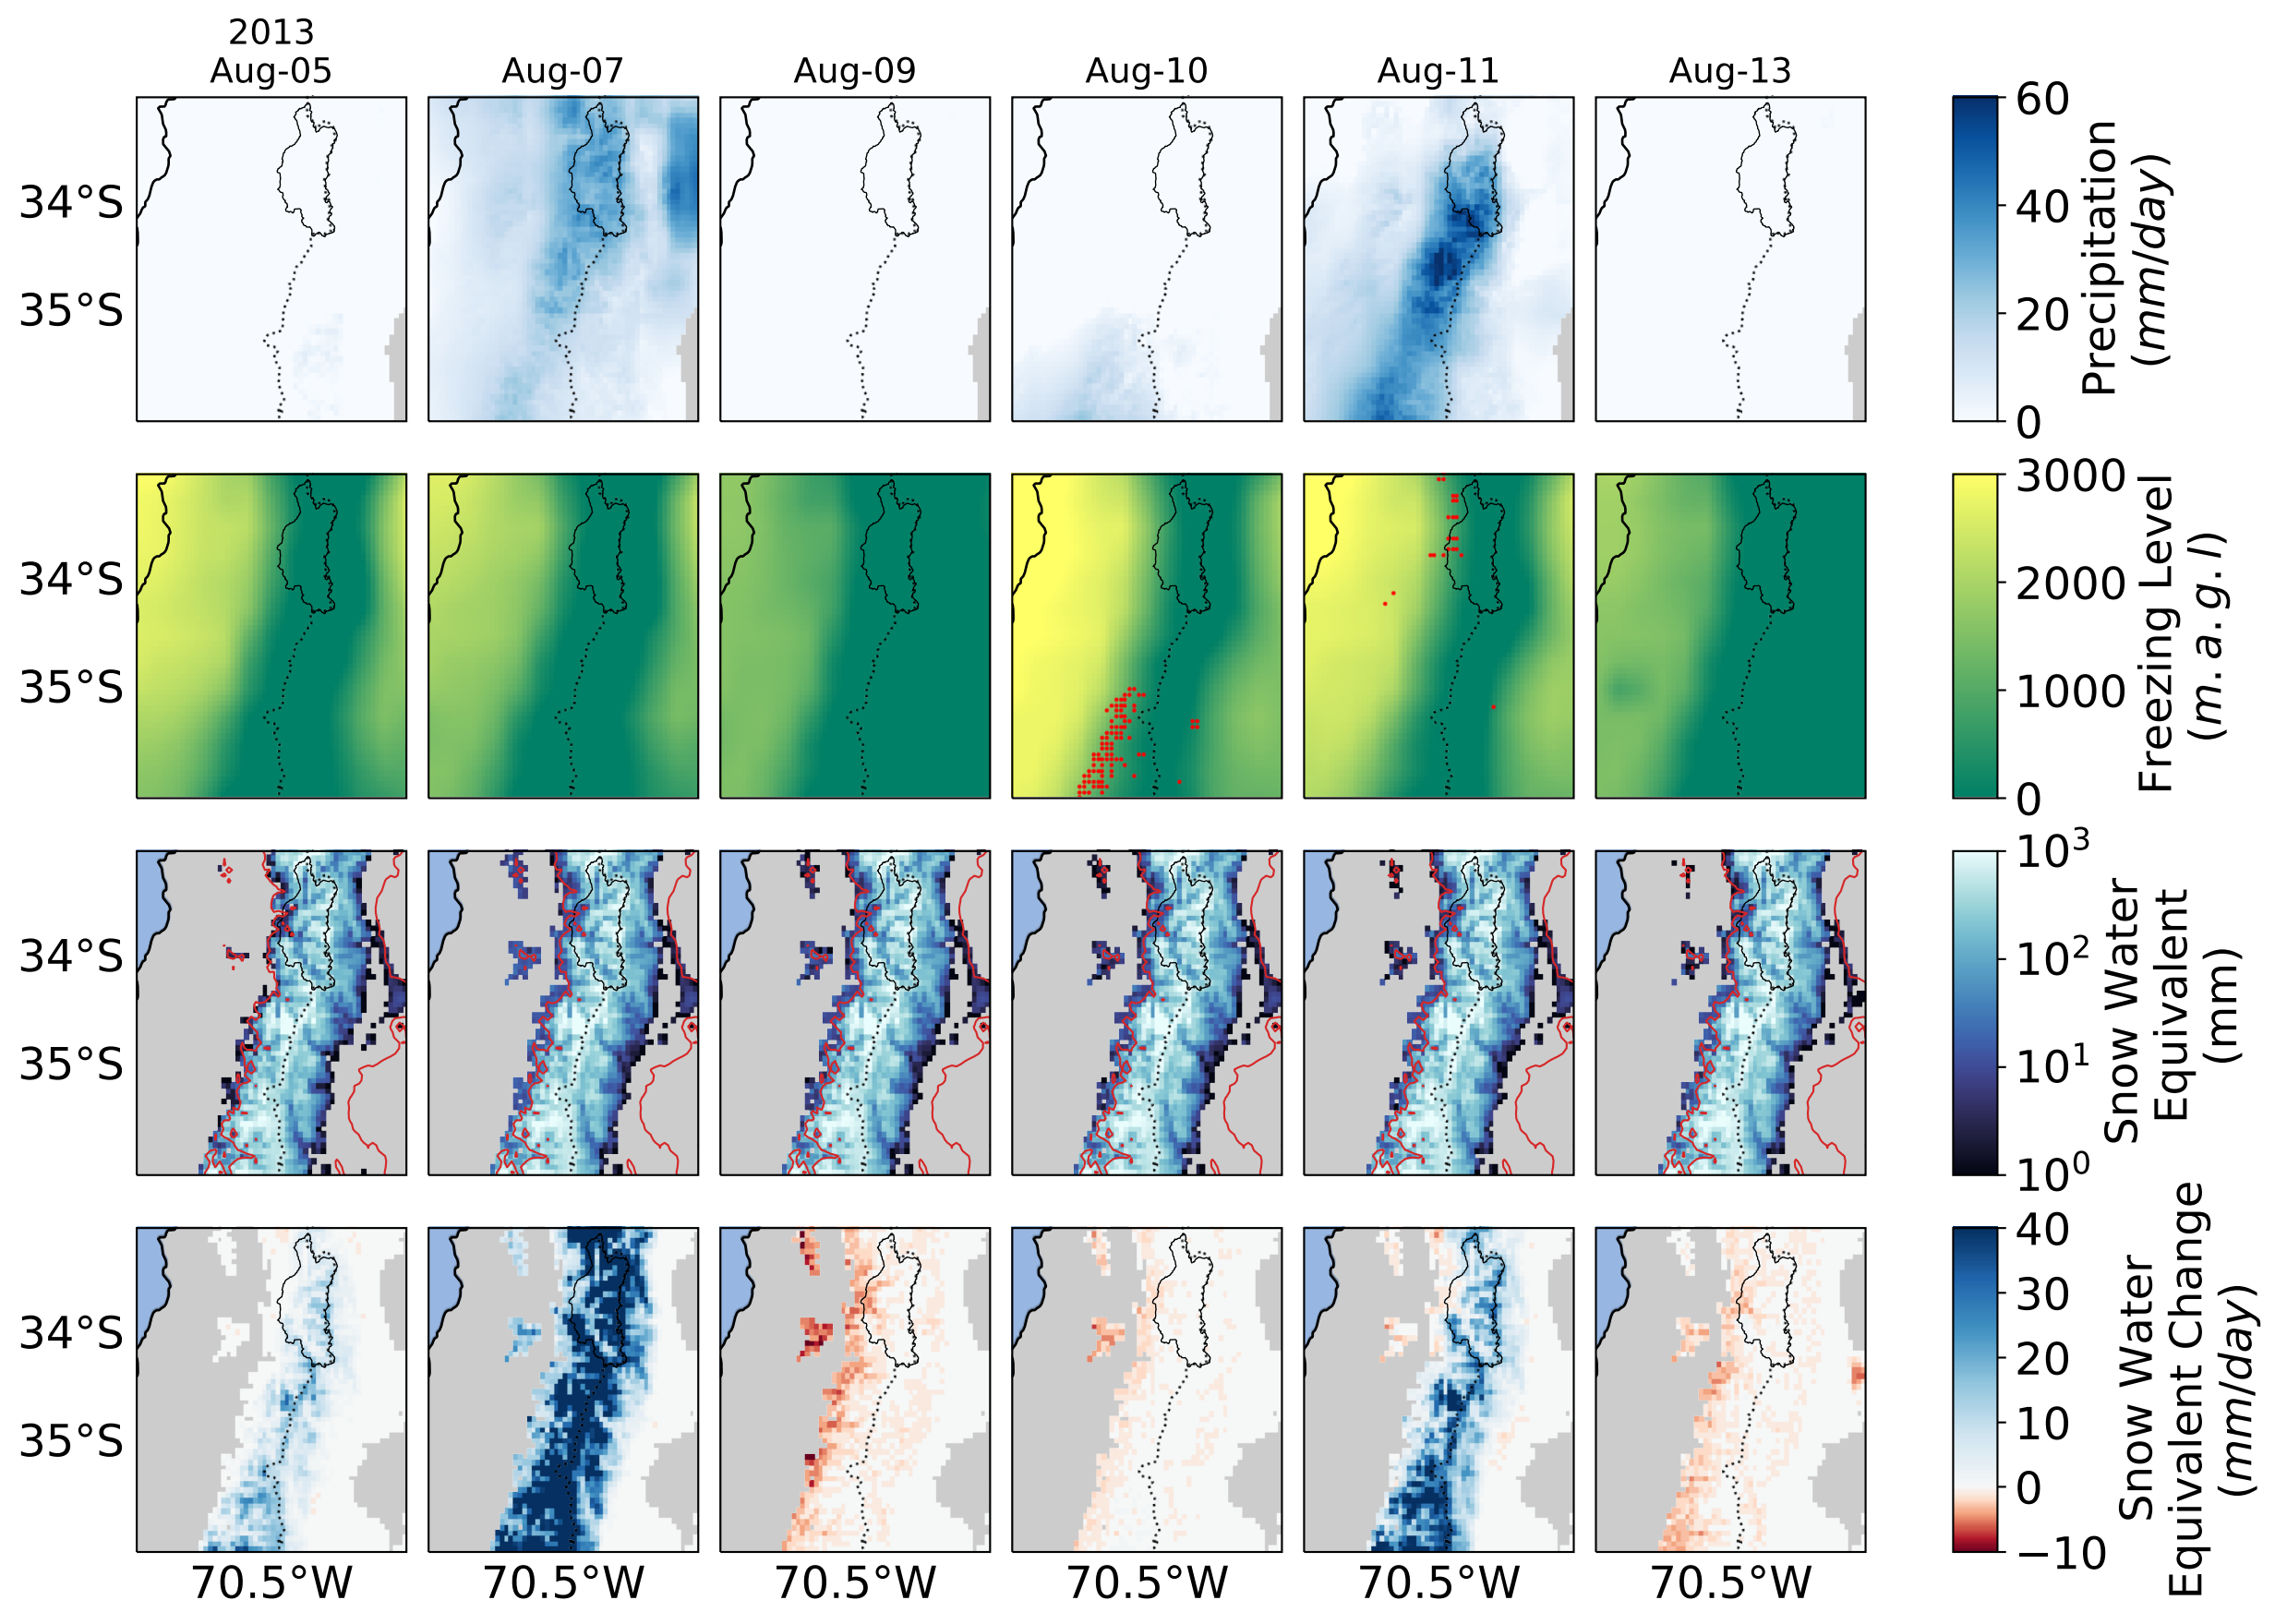 2013
Aug-05 Aug-07 Aug-09 Aug-10 Aug-11 Aug-13
34°S
35°S
60
40
20
0
Precipitation
(mm/day)
34°S
35°S
3000
2000
1000
0
Freezing Level
(m.a.g.l)
34°S
35°S
10³
10²
10¹
10⁰
Snow Water
Equivalent
(mm)
34°S
35°S
40
30
20
10
0
−10
Snow Water
Equivalent Change
(mm/day)
70.5°W 70.5°W 70.5°W 70.5°W 70.5°W 70.5°W